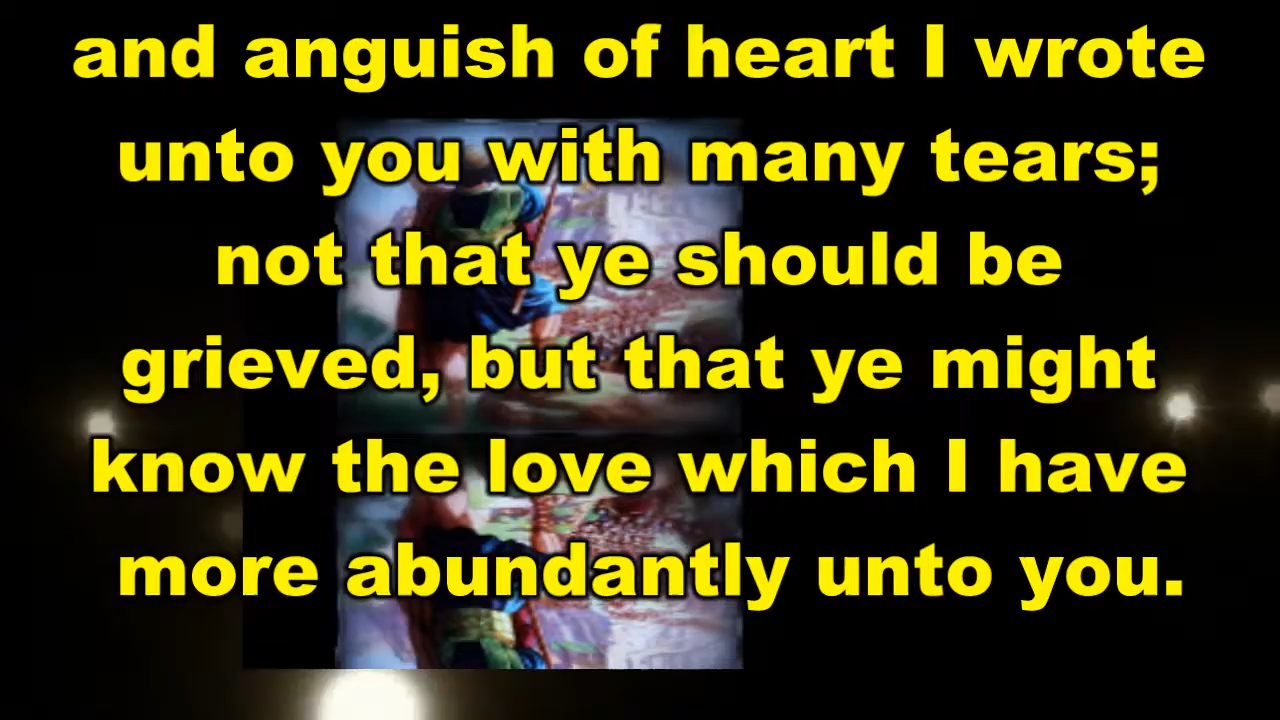 and anguish of heart I wrote
unto you with many tears;
not that ye should be
grieved, but that ye might
know the love which I have
more abundantly unto you.